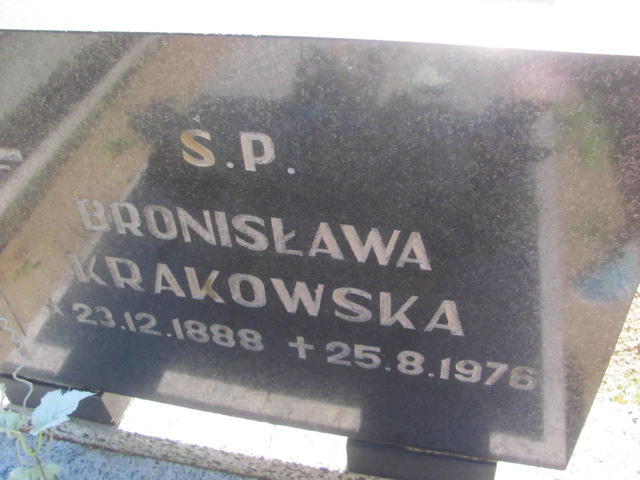 Ś.P.
BRONISŁAWA
KRAKOWSKA
* 23.12.1888 + 25.8.1976